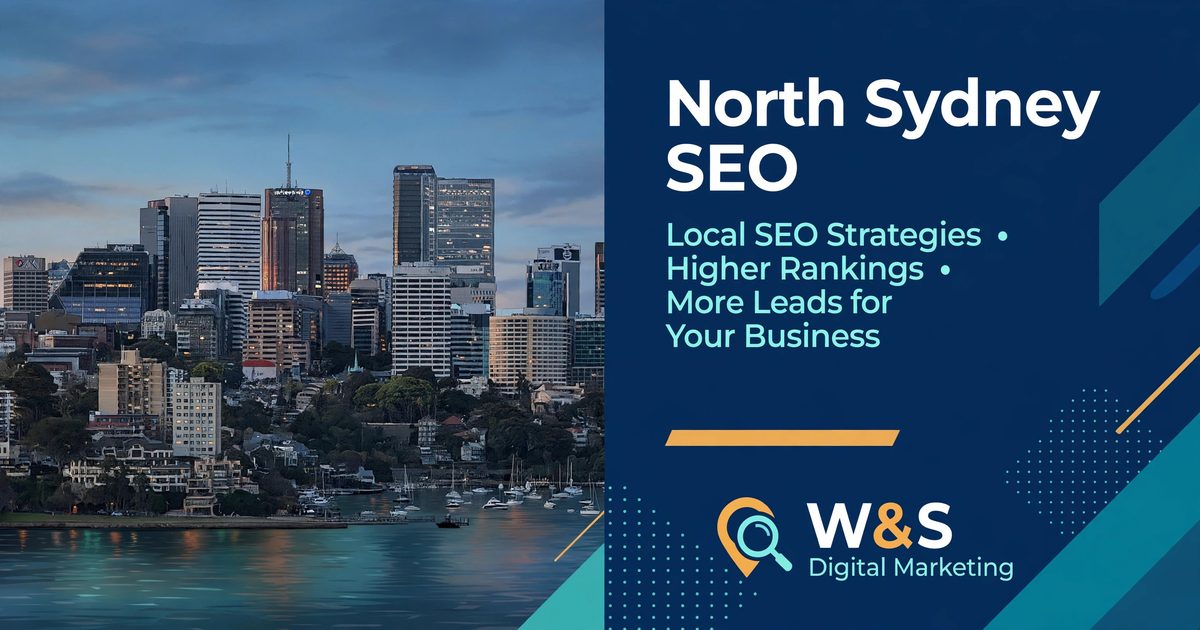 North Sydney
SEO
Local SEO Strategies •
Higher Rankings •
More Leads for
Your Business
W&S
Digital Marketing